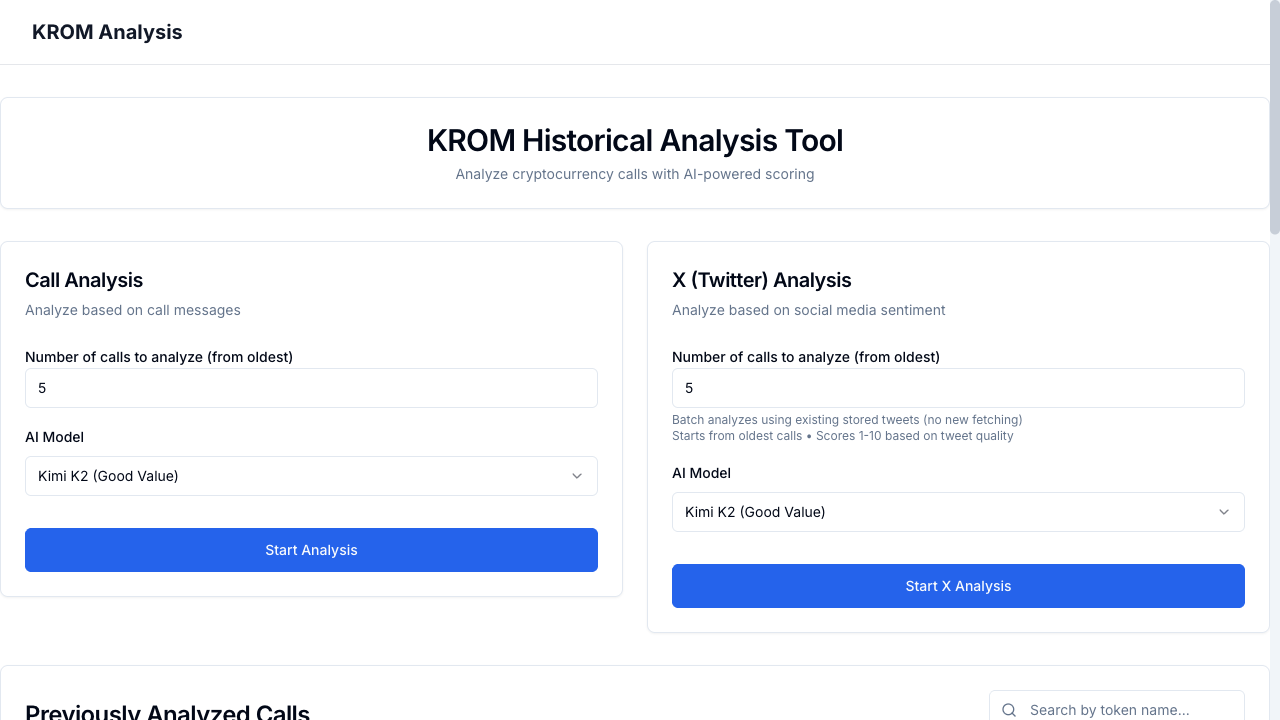 KROM Analysis
KROM Historical Analysis Tool
Analyze cryptocurrency calls with AI-powered scoring
Call Analysis
Analyze based on call messages
Number of calls to analyze (from oldest)
5
AI Model
Kimi K2 (Good Value)
Start Analysis
X (Twitter) Analysis
Analyze based on social media sentiment
Number of calls to analyze (from oldest)
5
Batch analyzes using existing stored tweets (no new fetching)
Starts from oldest calls • Scores 1-10 based on tweet quality
AI Model
Kimi K2 (Good Value)
Start X Analysis
Previously Analyzed Calls
Search by token name...